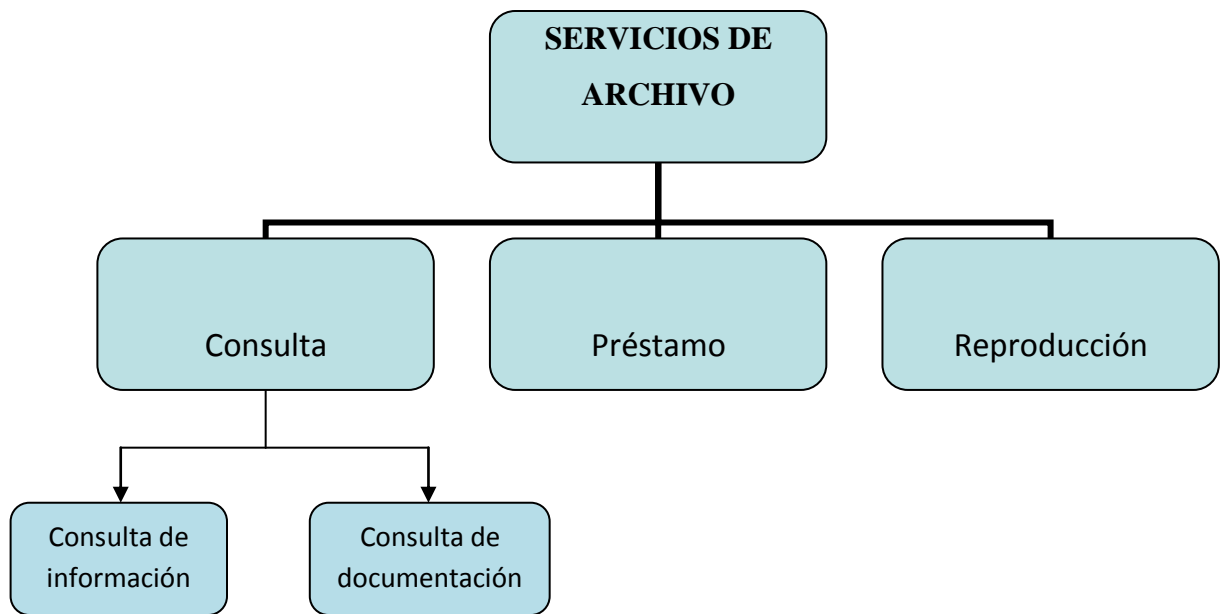 SERVICIOS DE
ARCHIVO
Consulta
Préstamo
Reproducción
Consulta de
información
Consulta de
documentación